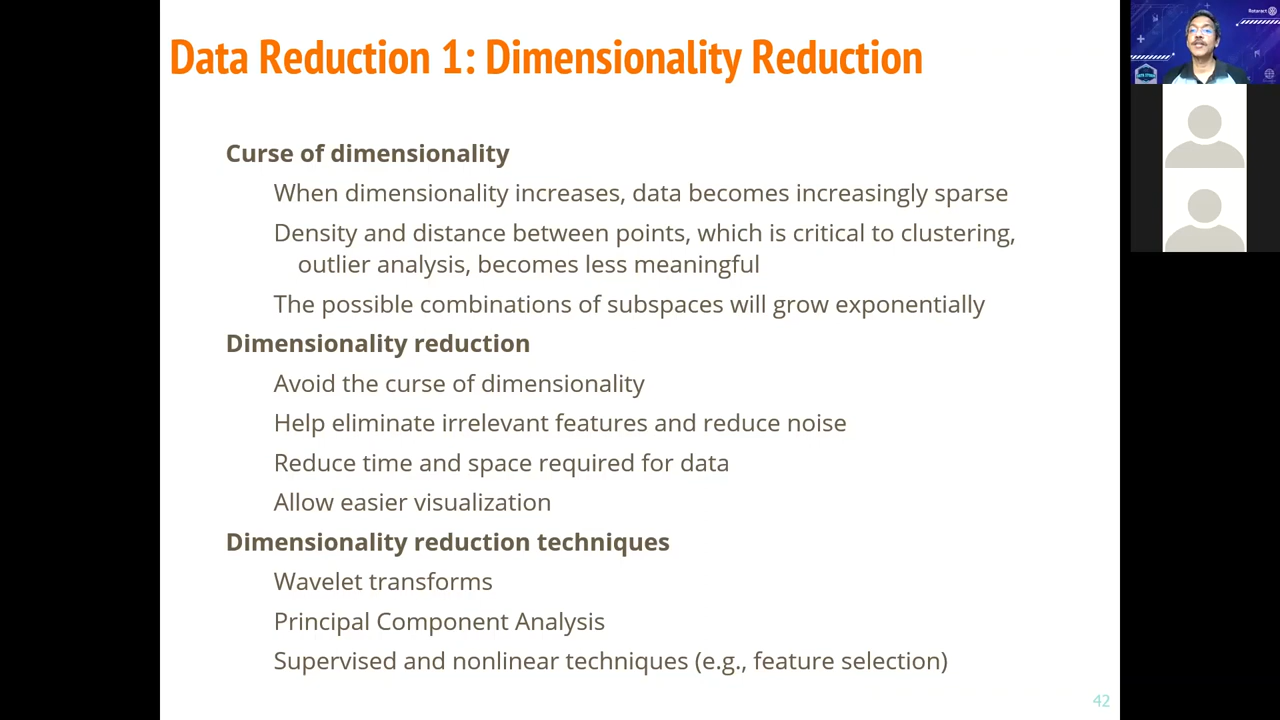 Data Reduction 1: Dimensionality Reduction
Curse of dimensionality
When dimensionality increases, data becomes increasingly sparse
Density and distance between points, which is critical to clustering,
outlier analysis, becomes less meaningful
The possible combinations of subspaces will grow exponentially
Dimensionality reduction
Avoid the curse of dimensionality
Help eliminate irrelevant features and reduce noise
Reduce time and space required for data
Allow easier visualization
Dimensionality reduction techniques
Wavelet transforms
Principal Component Analysis
Supervised and nonlinear techniques (e.g., feature selection)
42
Rotaract